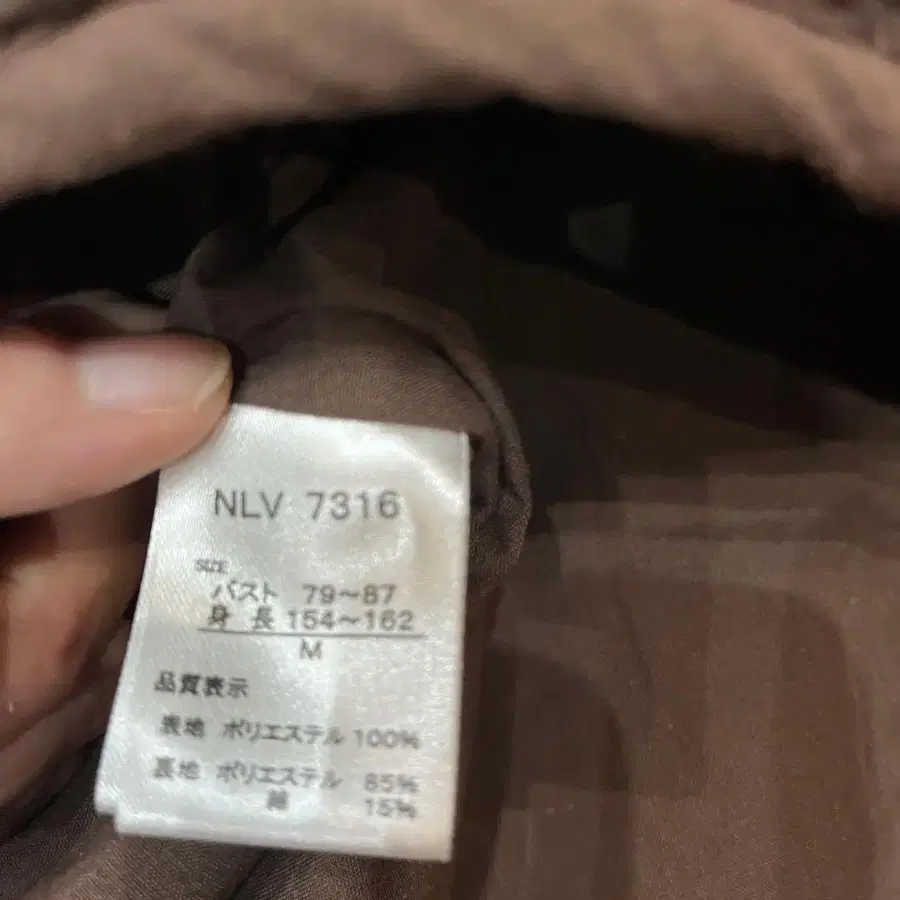 NLV 7316
SIZE
バスト 79〜87
身長 154〜162
M
品質表示
表地 ポリエステル 100%
裏地 ポリエステル 85%
綿 15%